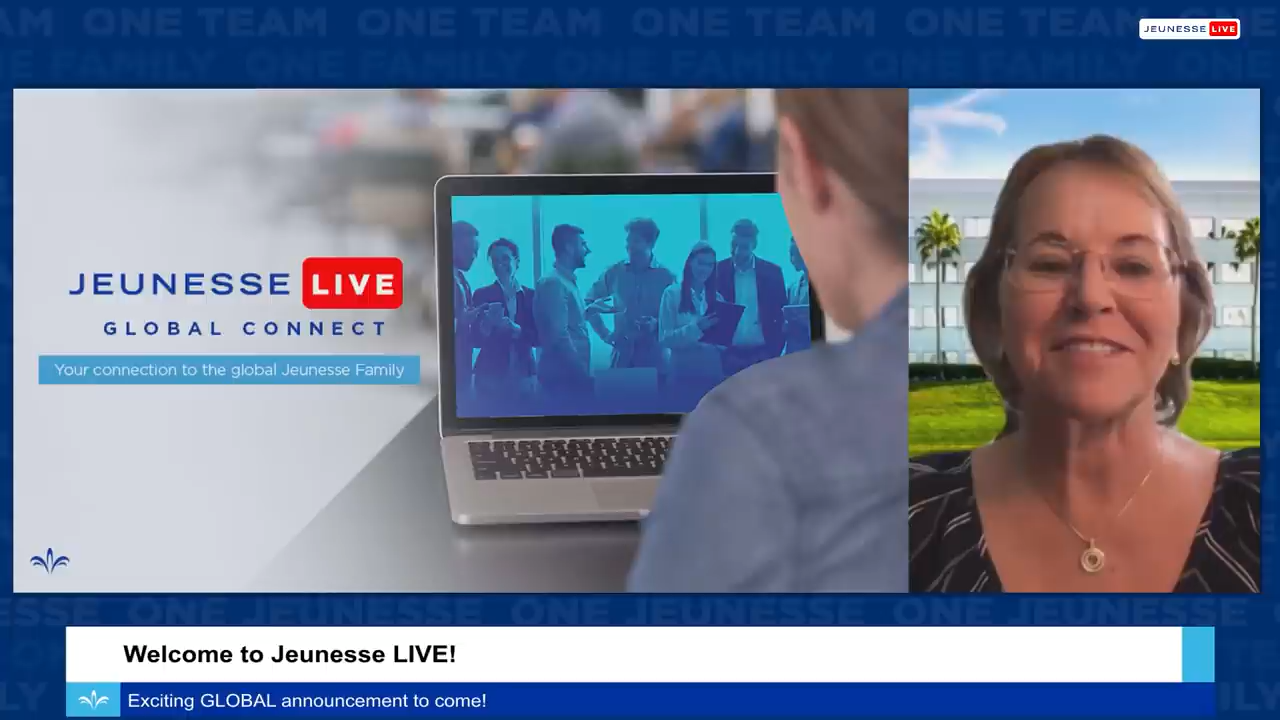 AM ONE TEAM ONE TEAM ONE TEAM ONE TEAM
JEUNESSE LIVE
E FAMILY ONE FAMILY ONE FAMILY ONE
JEUNESSE LIVE
GLOBAL CONNECT
Your connection to the global Jeunesse Family
ESSE ONE JEUNESSE ONE JEUNESSE ONE JEUNESSE
Welcome to Jeunesse LIVE!
Exciting GLOBAL announcement to come!